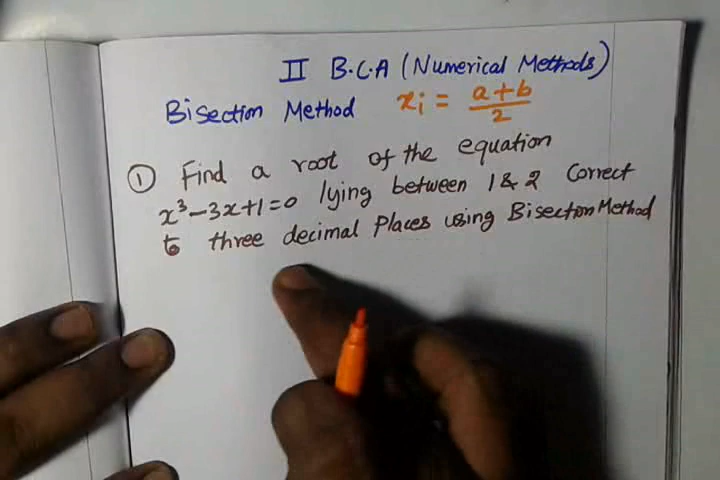 II B.C.A (Numerical Methods)
Bisection Method xi = a+b/2
① Find a root of the equation
x³-3x+1=0 lying between 1 & 2 correct
to three decimal places using Bisection Method